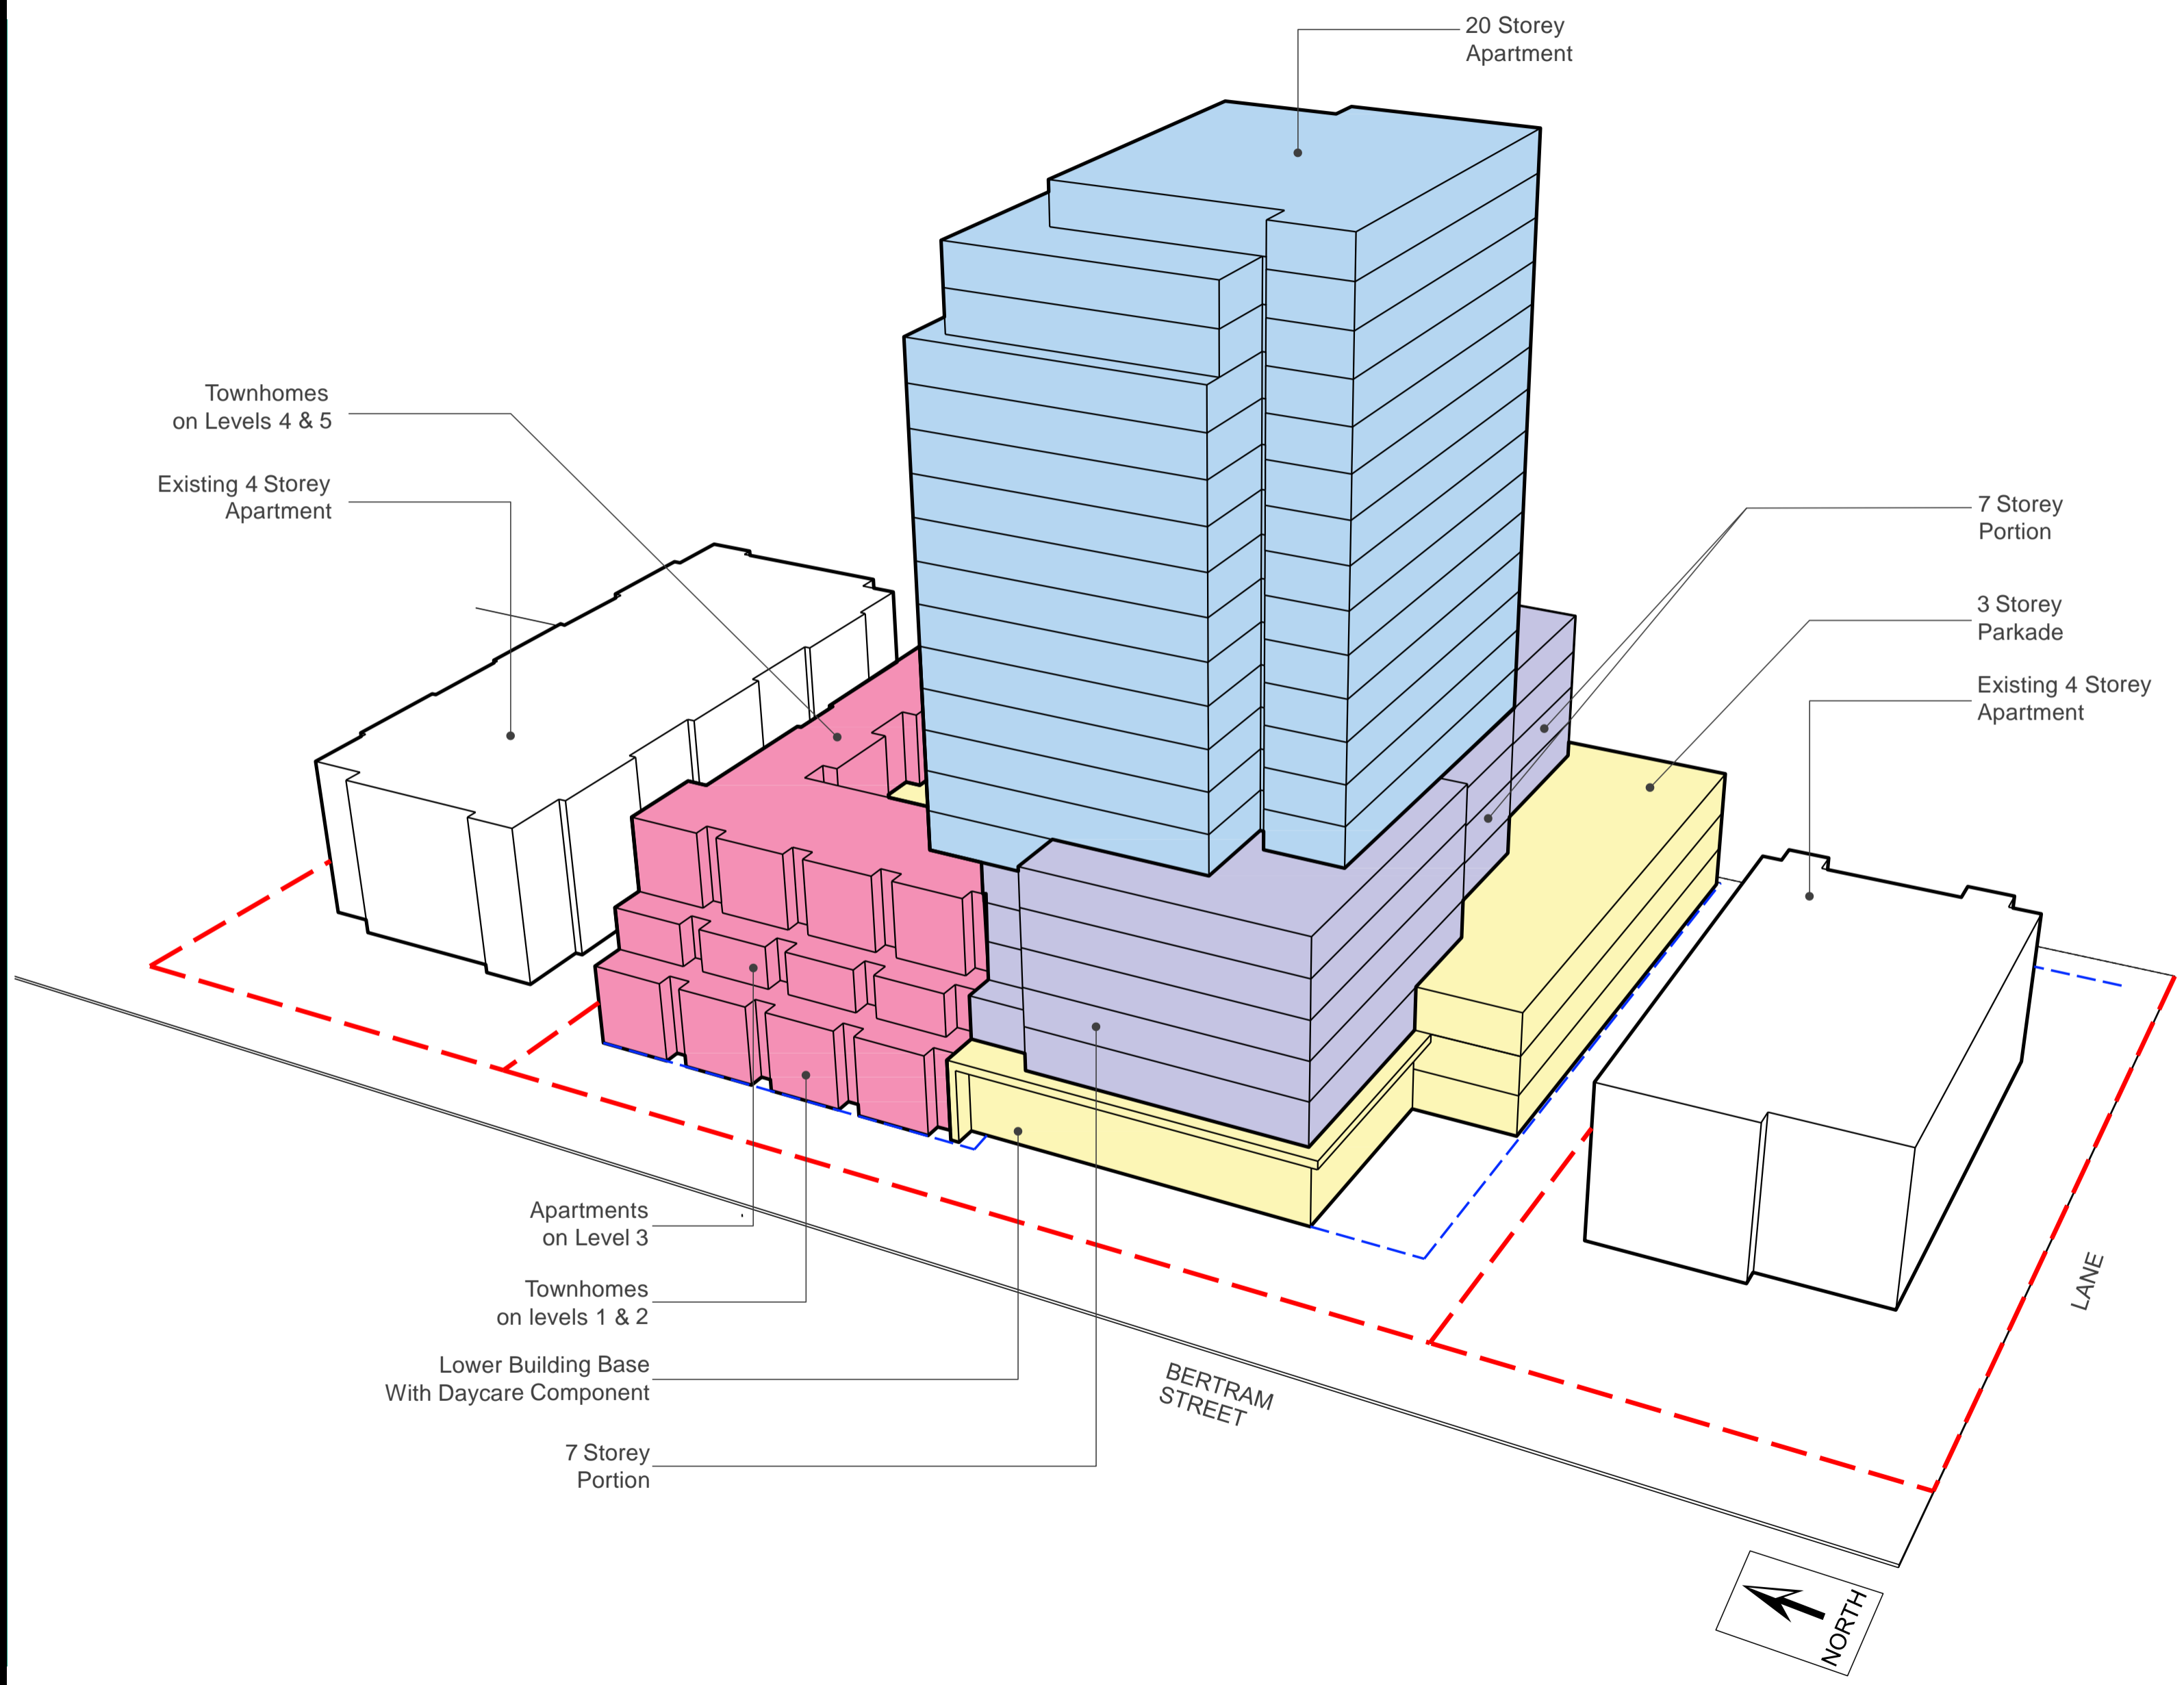 20 Storey
Apartment
Townhomes
on Levels 4 & 5
Existing 4 Storey
Apartment
7 Storey
Portion
3 Storey
Parkade
Existing 4 Storey
Apartment
Apartments
on Level 3
Townhomes
on levels 1 & 2
Lower Building Base
With Daycare Component
7 Storey
Portion
BERTRAM
STREET
LANE
NORTH